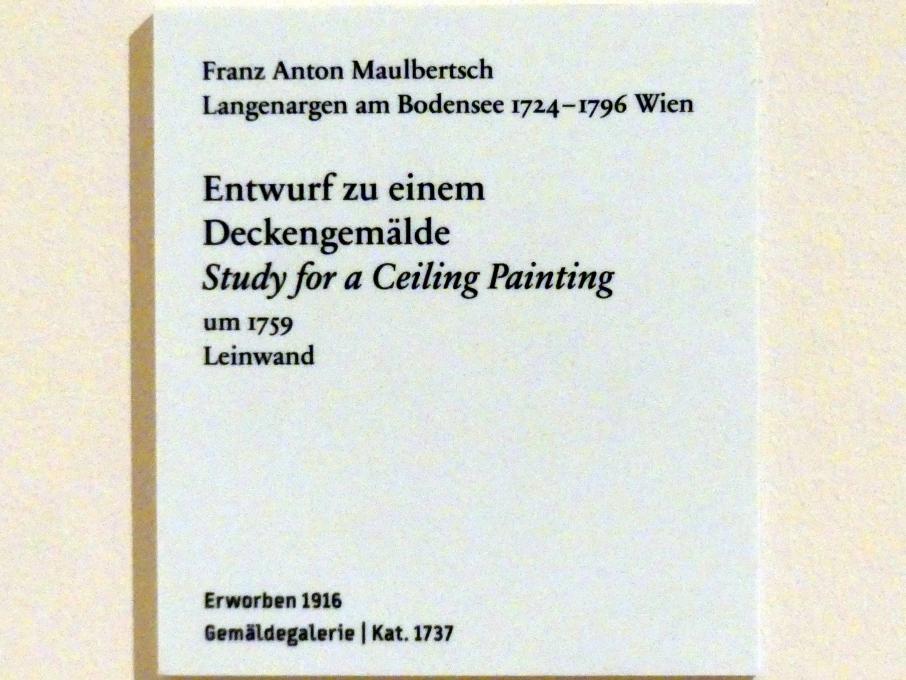 Franz Anton Maulbertsch
Langenargen am Bodensee 1724–1796 Wien
Entwurf zu einem
Deckengemälde
Study for a Ceiling Painting
um 1759
Leinwand
Erworben 1916
Gemäldegalerie | Kat. 1737